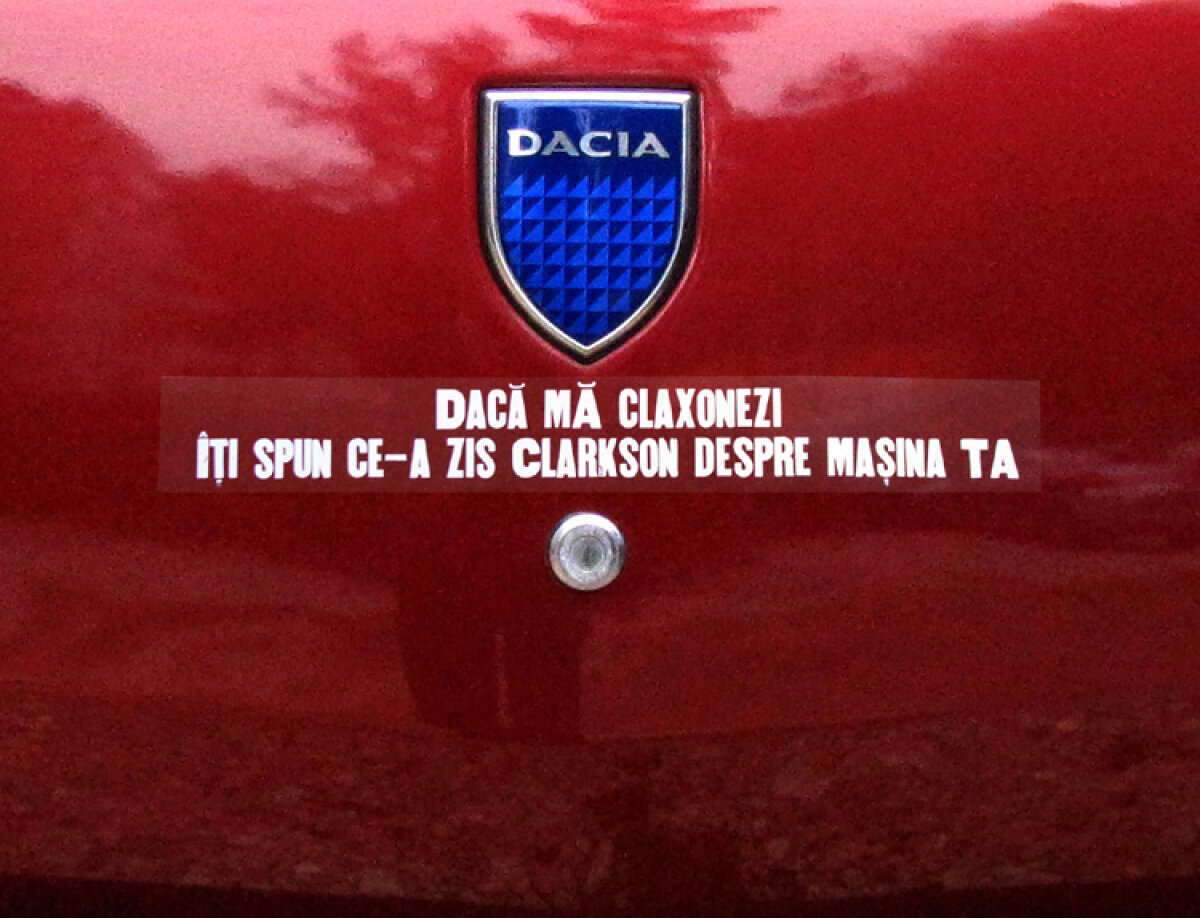 DACIA
DACĂ MĂ CLAXONEZI
ÎȚI SPUN CE-A ZIS CLARKSON DESPRE MAȘINA TA